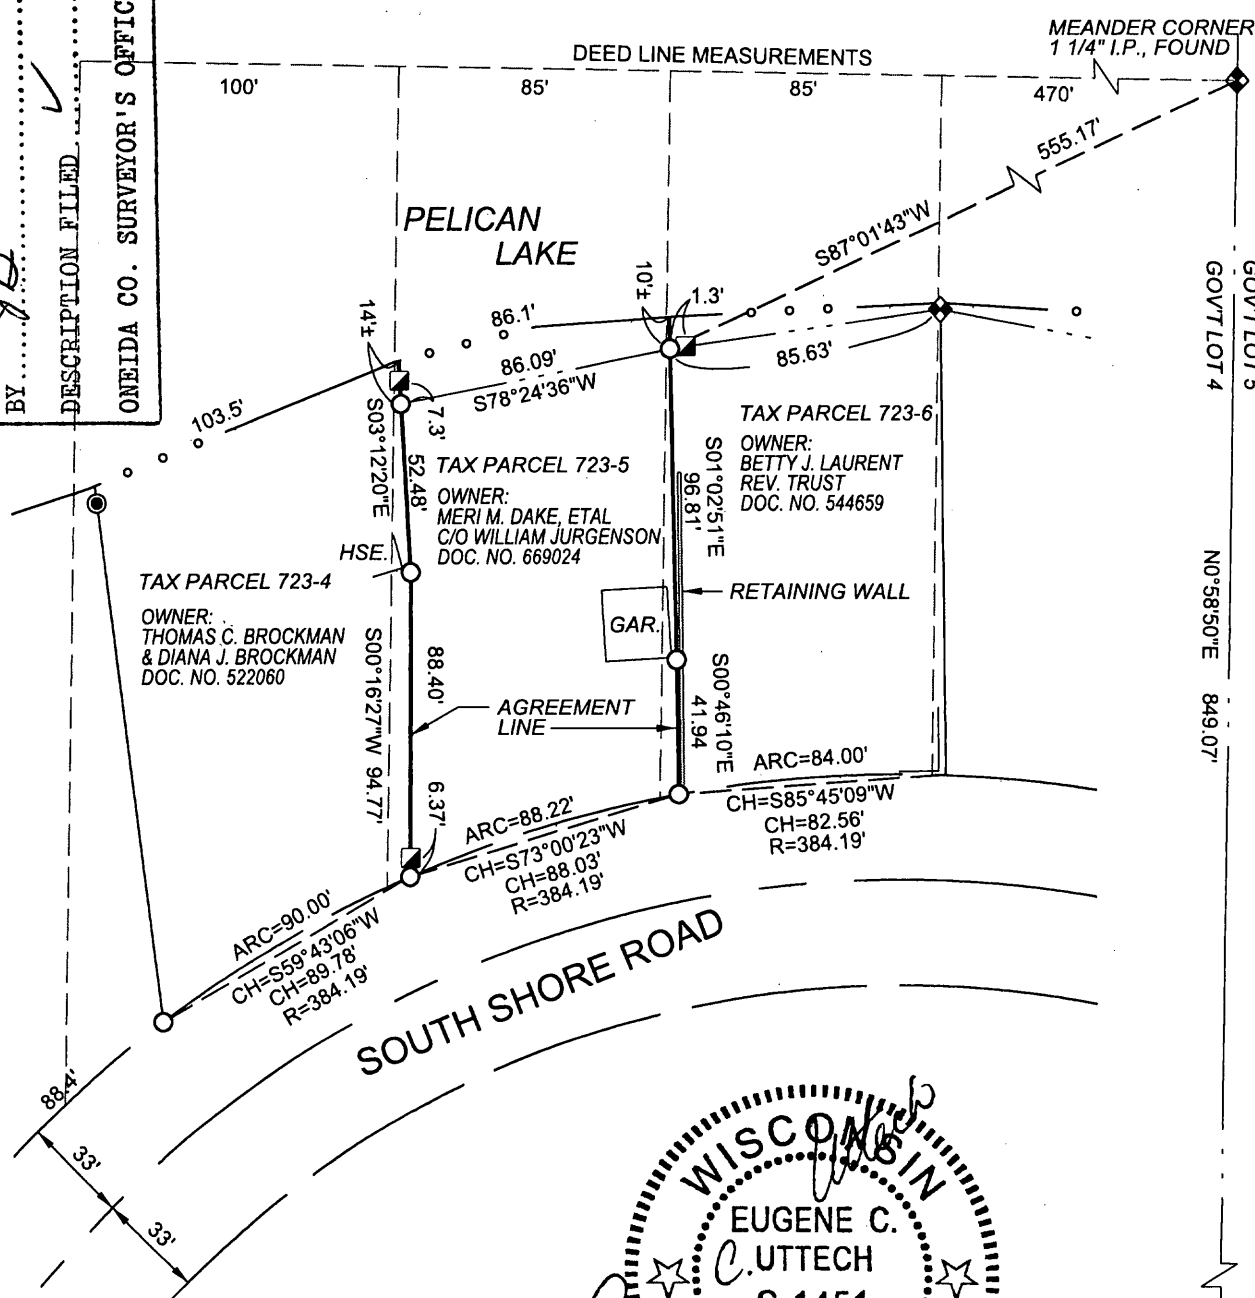 MEANDER CORNER
1 1/4" I.P., FOUND
DEED LINE MEASUREMENTS
100'
85'
85'
470'
BY
DESCRIPTION FILED
ONEIDA CO. SURVEYOR'S OFFIC
555.17'
S87°01'43"W
PELICAN
LAKE
GOV'T LOT 5
GOV'T LOT 4
14'±
86.1'
10'±
1.3'
86.09'
S78°24'36"W
85.63'
103.5'
7.3'
S03°12'20"E
52.48'
TAX PARCEL 723-6
OWNER:
BETTY J. LAURENT
REV. TRUST
DOC. NO. 544659
TAX PARCEL 723-5
OWNER:
MERI M. DAKE, ETAL
C/O WILLIAM JURGENSON
DOC. NO. 669024
S01°02'51"E
96.81'
HSE.
TAX PARCEL 723-4
OWNER:
THOMAS C. BROCKMAN
& DIANA J. BROCKMAN
DOC. NO. 522060
RETAINING WALL
GAR.
N0°58'50"E 849.07'
S00°16'27"W 94.77'
88.40'
AGREEMENT
LINE
S00°46'10"E
41.94
6.37'
ARC=84.00'
CH=S85°45'09"W
CH=82.56'
R=384.19'
ARC=88.22'
CH=S73°00'23"W
CH=88.03'
R=384.19'
ARC=90.00'
CH=S59°43'06"W
CH=89.78'
R=384.19'
SOUTH SHORE ROAD
88.4'
33'
33'
WISCONSIN
EUGENE C.
C. UTTECH
S-1451
Uttech